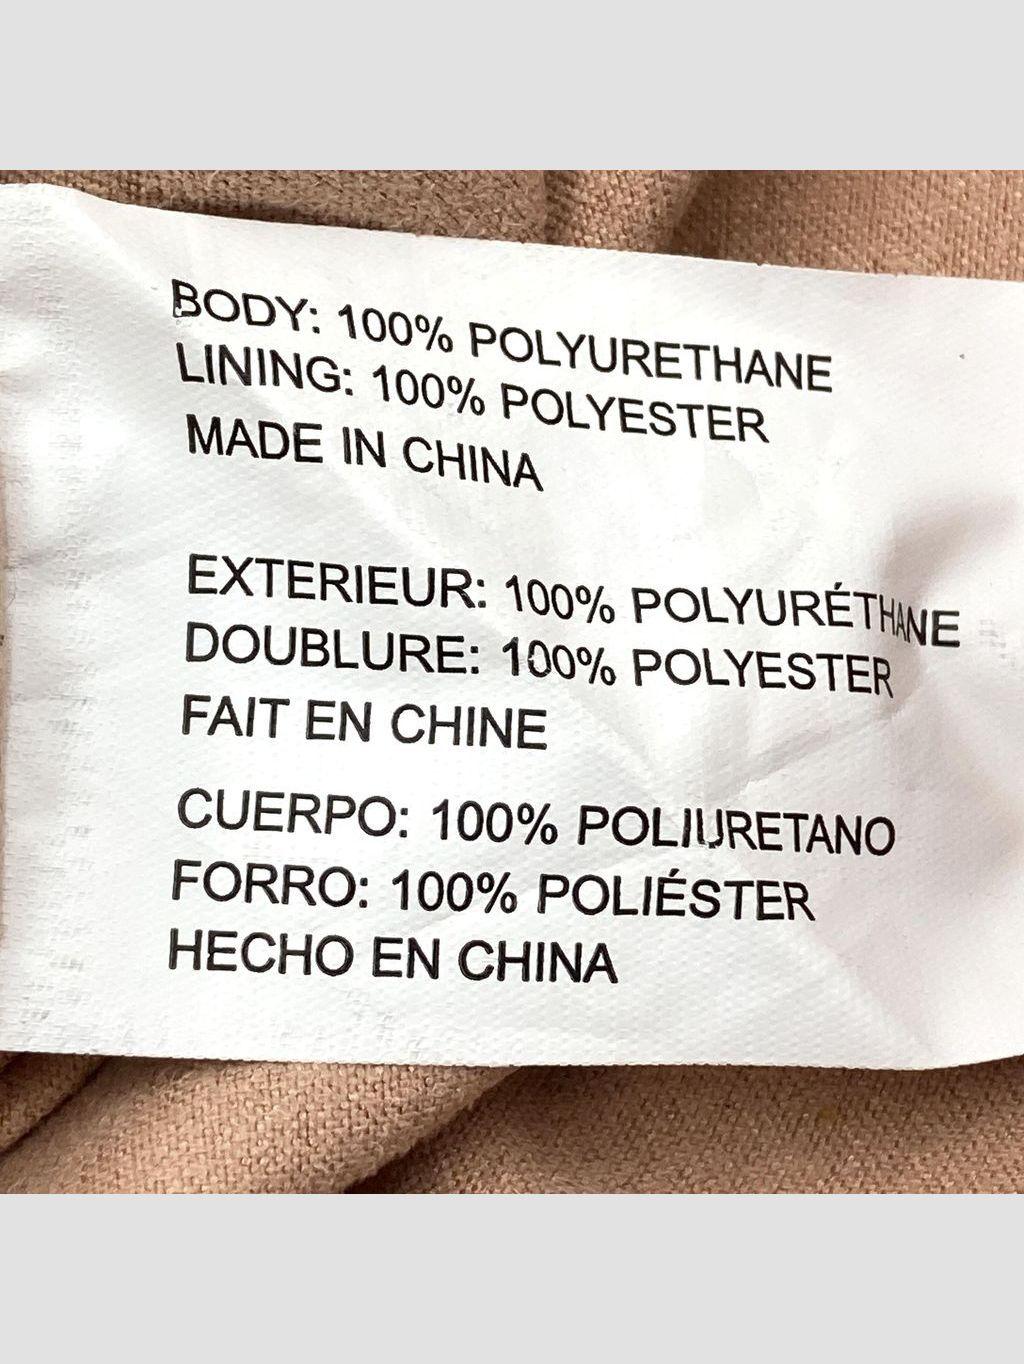 BODY: 100% POLYURETHANE
LINING: 100% POLYESTER
MADE IN CHINA
EXTERIEUR: 100% POLYURÉTHANE
DOUBLURE: 100% POLYESTER
FAIT EN CHINE
CUERPO: 100% POLIURETANO
FORRO: 100% POLIÉSTER
HECHO EN CHINA